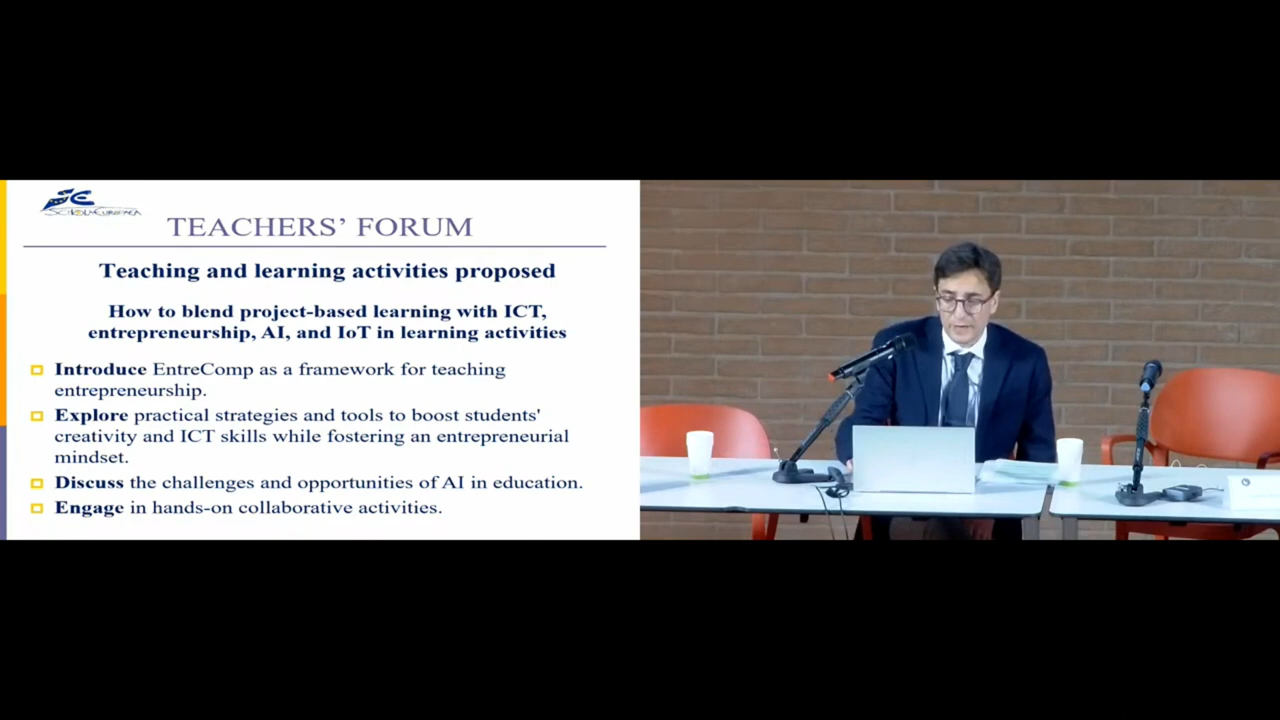 SCHOLA EUROPAEA
TEACHERS' FORUM
Teaching and learning activities proposed
How to blend project-based learning with ICT,
entrepreneurship, AI, and IoT in learning activities
Introduce EntreComp as a framework for teaching
entrepreneurship.
Explore practical strategies and tools to boost students'
creativity and ICT skills while fostering an entrepreneurial
mindset.
Discuss the challenges and opportunities of AI in education.
Engage in hands-on collaborative activities.